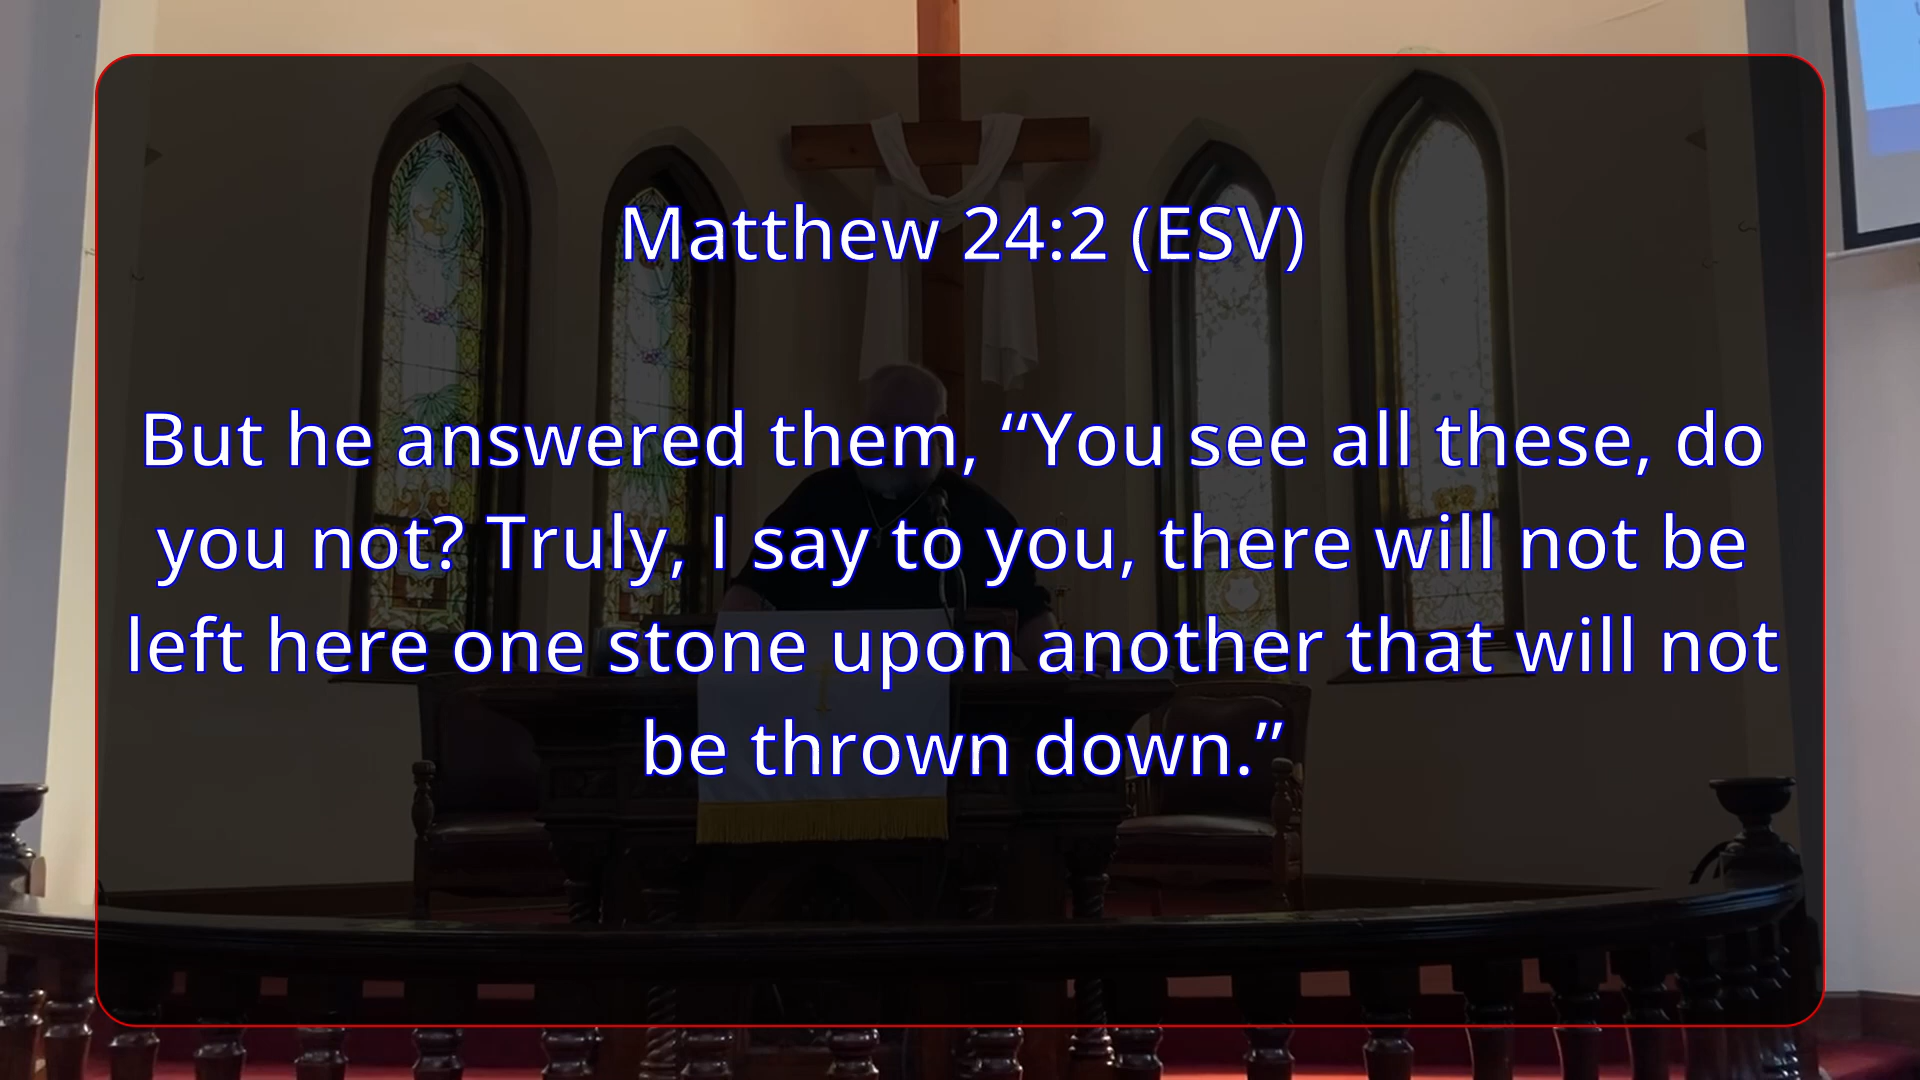 Matthew 24:2 (ESV)
But he answered them, “You see all these, do
you not? Truly, I say to you, there will not be
left here one stone upon another that will not
be thrown down.”